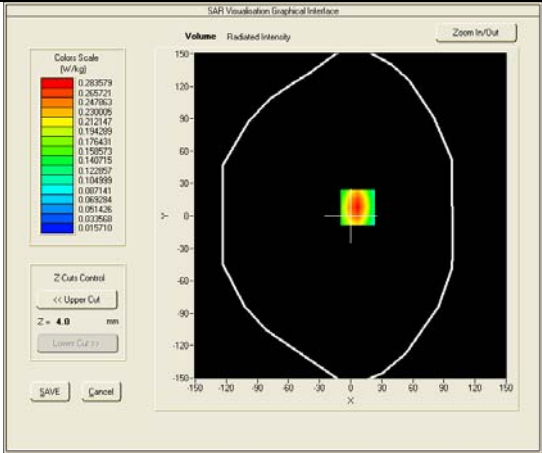 SAR Visualisation Graphical Interface
Volume Radiated Intensity
Zoom In/Out
Colors Scale
(W/kg)
0.283579
0.265721
0.247863
0.230005
0.212147
0.194289
0.176431
0.158573
0.140715
0.122857
0.104999
0.087141
0.069284
0.051426
0.033568
0.015710
Z-Cuts Control
<< Upper Cut
Z = 4.0 mm
Lower Cut >>
SAVE Cancel
150-
120-
90-
60-
30-
0-
-30-
-60-
-90-
-120-
-150-
Y
-150 -120 -90 -60 -30 0 30 60 90 120 150
X